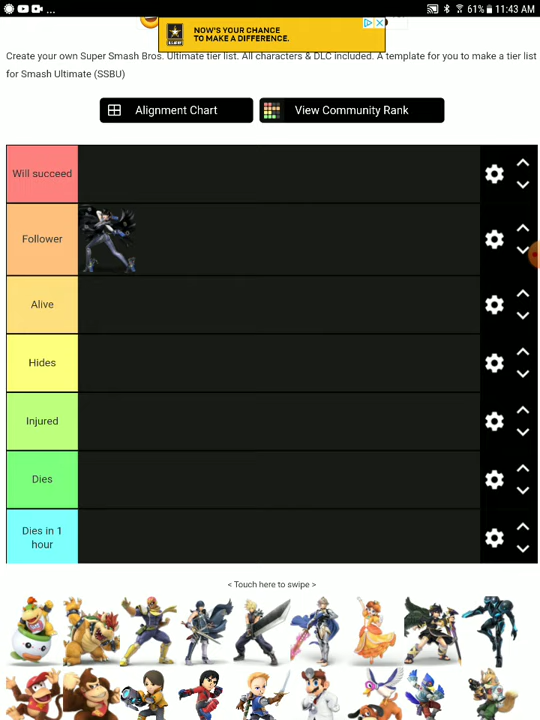 ... 61% 11:43 AM
NOW'S YOUR CHANCE
TO MAKE A DIFFERENCE.
Create your own Super Smash Bros. Ultimate tier list. All characters & DLC included. A template for you to make a tier list
for Smash Ultimate (SSBU)
Alignment Chart
View Community Rank
Will succeed
Follower
Alive
Hides
Injured
Dies
Dies in 1
hour
< Touch here to swipe >